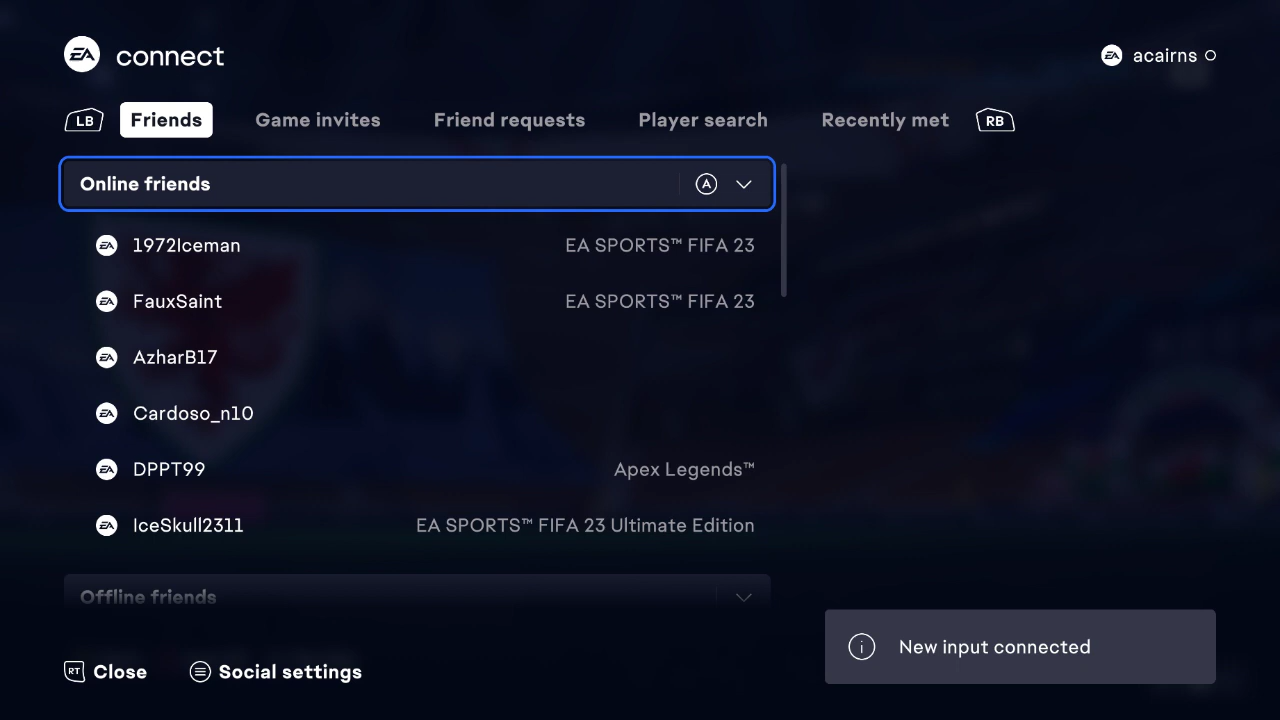 EA connect
EA acairns
LB Friends Game invites Friend requests Player search Recently met RB
Online friends A
EA 1972Iceman EA SPORTS™ FIFA 23
EA FauxSaint EA SPORTS™ FIFA 23
EA AzharB17
EA Cardoso_n10
EA DPPT99 Apex Legends™
EA IceSkull2311 EA SPORTS™ FIFA 23 Ultimate Edition
Offline friends
New input connected
RT Close Social settings